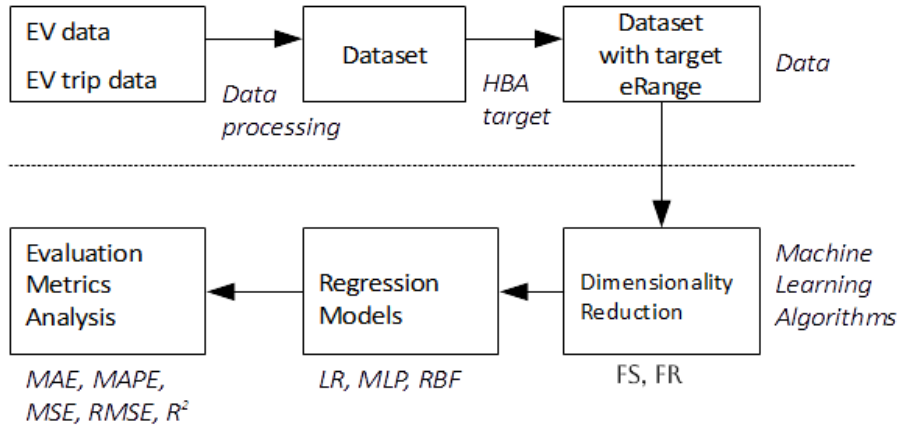 EV data
EV trip data
Data
processing
Dataset
HBA
target
Dataset
with target
eRange
Data
Evaluation
Metrics
Analysis
MAE, MAPE,
MSE, RMSE, R²
Regression
Models
LR, MLP, RBF
Dimensionality
Reduction
FS, FR
Machine
Learning
Algorithms